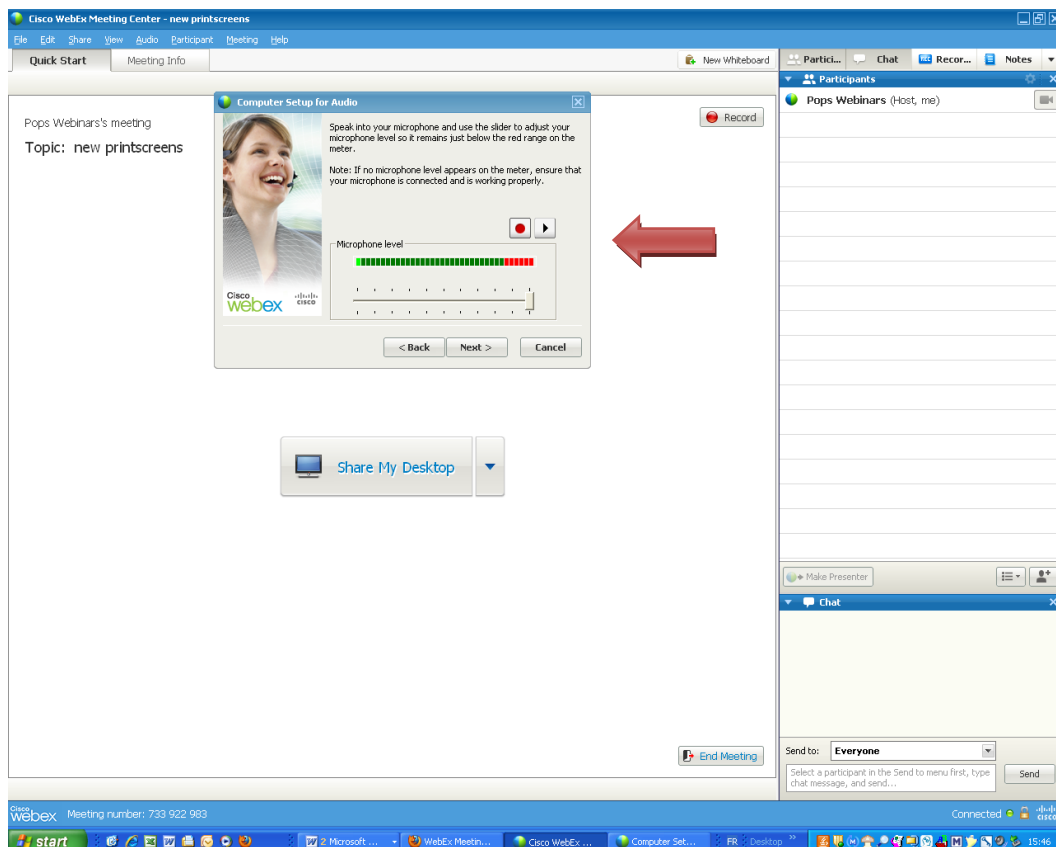 Cisco WebEx Meeting Center - new printscreens
File Edit Share View Audio Participant Meeting Help
Quick Start Meeting Info New Whiteboard
Partici... Chat Recor... Notes
Participants
Pops Webinars (Host, me)
Pops Webinars's meeting
Topic: new printscreens
Record
Computer Setup for Audio
Speak into your microphone and use the slider to adjust your
microphone level so it remains just below the red range on the
meter.
Note: If no microphone level appears on the meter, ensure that
your microphone is connected and is working properly.
Microphone level
Cisco
webex
cisco
< Back Next > Cancel
Share My Desktop
Make Presenter
Chat
End Meeting
Send to: Everyone
Select a participant in the Send to menu first, type
chat message, and send...
Send
Cisco
webex
Meeting number: 733 922 983
Connected
cisco
start 2 Microsoft ... WebEx Meetin... Cisco WebEx ... Computer Set... FR Desktop » 15:46